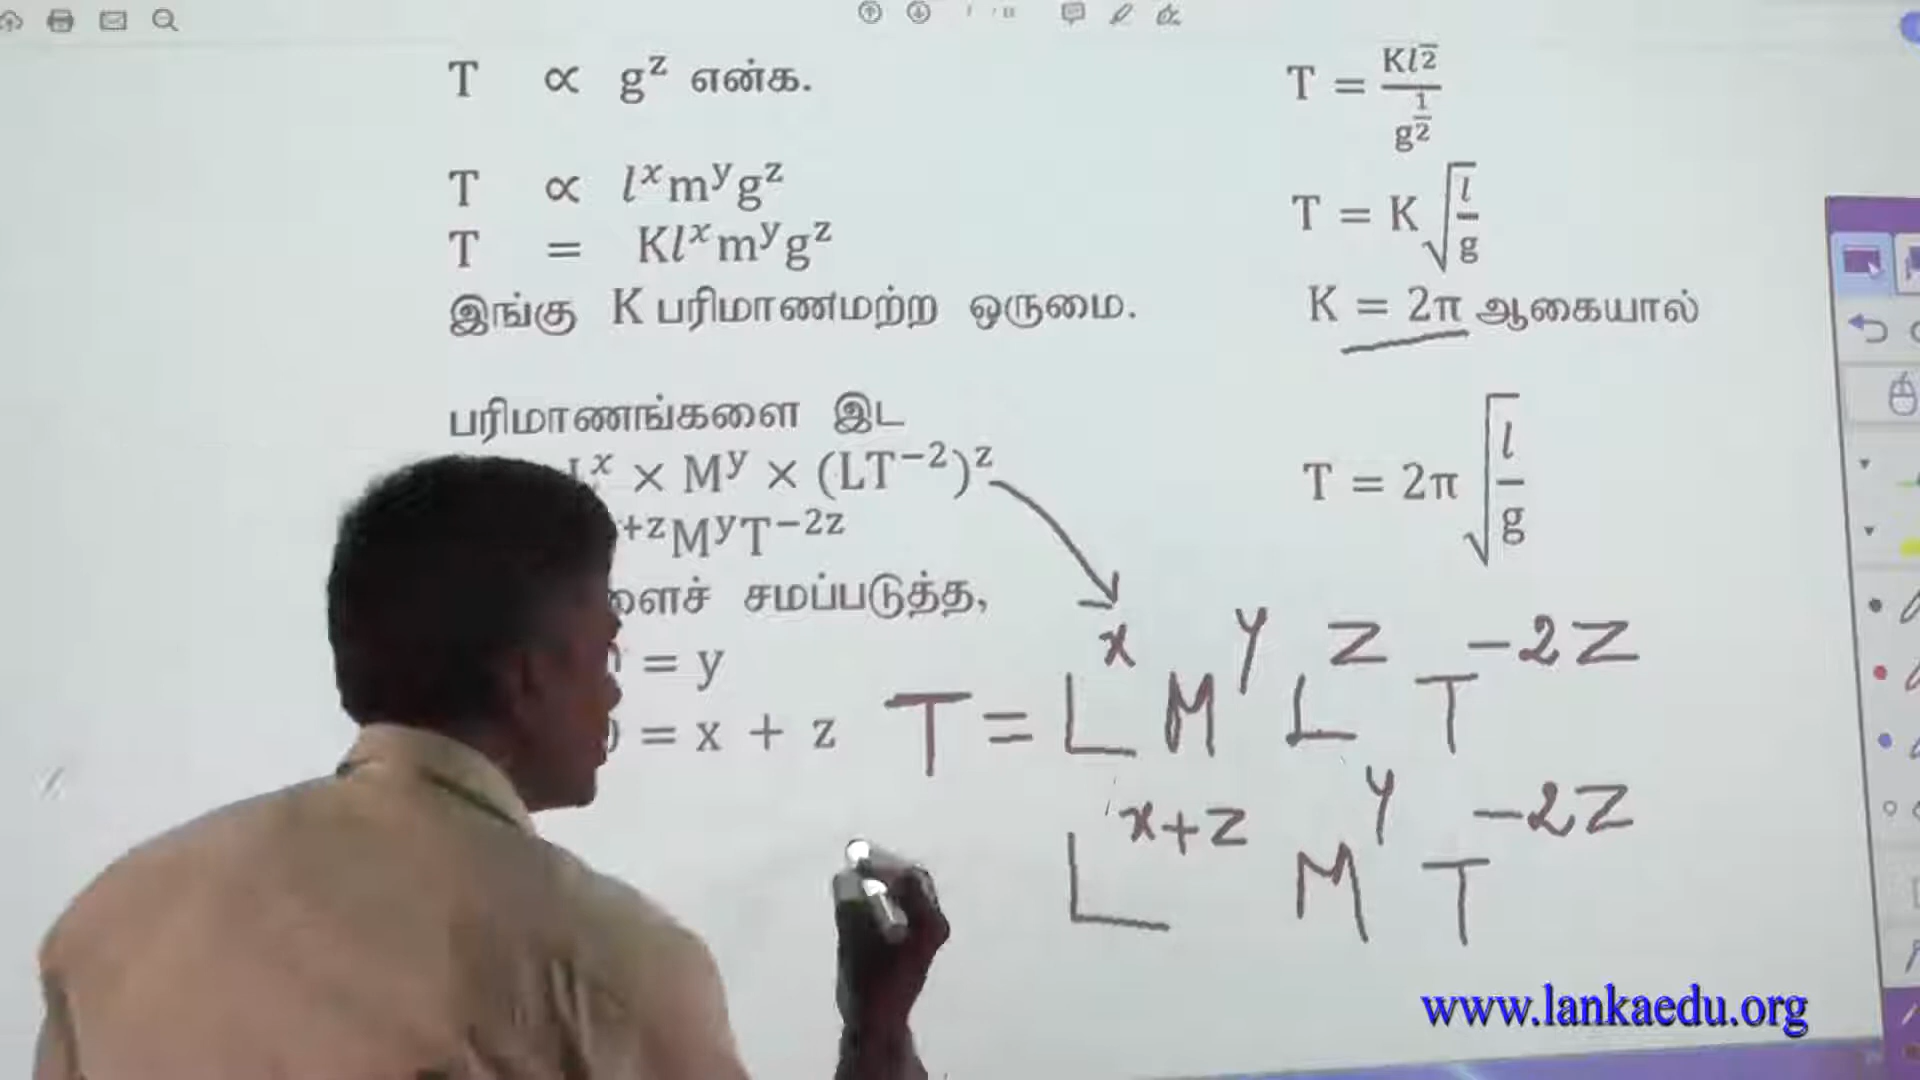 T ∝ g^z என்க.
T ∝ l^x m^y g^z
T = Kl^x m^y g^z
இங்கு K பரிமாணமற்ற ஒருமை.
பரிமாணங்களை இட
^x × M^y × (LT^−2)^z
^+z M^y T^−2z
சமப்படுத்த,
= y
= x + z
T = Kl^2 / g^1/2
T = K √(l/g)
K = 2π ஆகையால்
T = 2π √(l/g)
T = L^x M^y L^z T^−2z
L^x+z M^y T^−2z
www.lankaedu.org